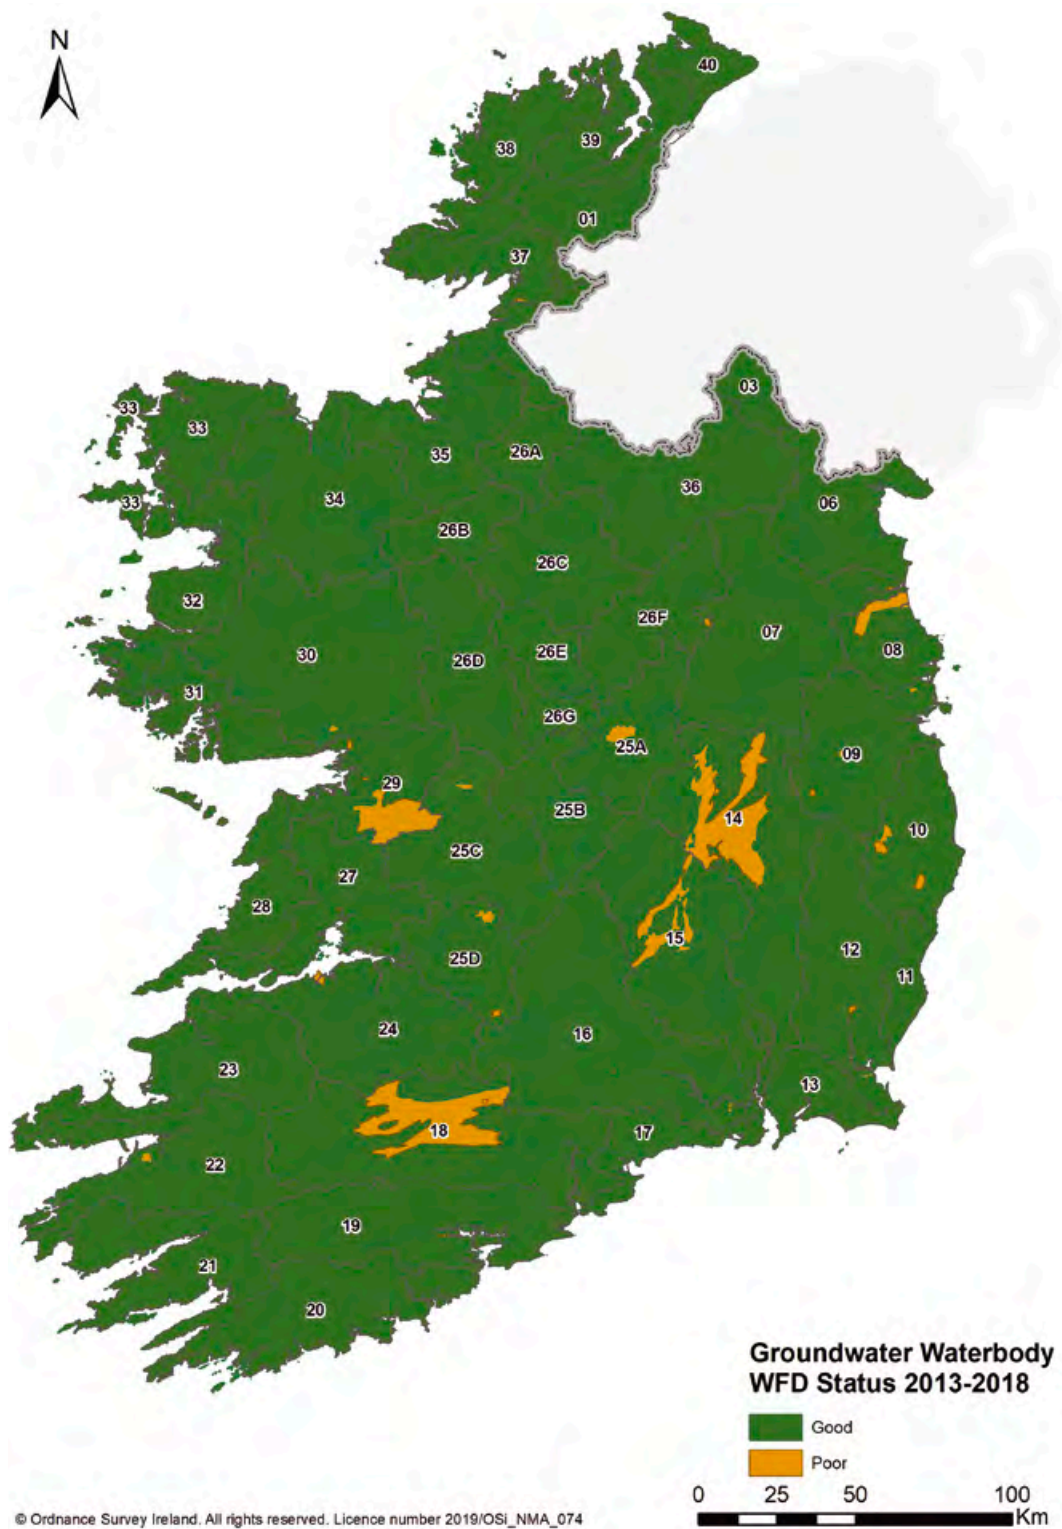 N
40
38
39
01
37
03
33
33
35
26A
36
33
34
06
26B
26C
32
26F
07
30
26D
26E
08
31
26G
25A
09
29
25B
14
10
25C
27
28
15
12
25D
11
24
16
23
13
18
17
22
19
21
20
Groundwater Waterbody
WFD Status 2013-2018
Good
Poor
0 25 50 100
Km
© Ordnance Survey Ireland. All rights reserved. Licence number 2019/OSi_NMA_074